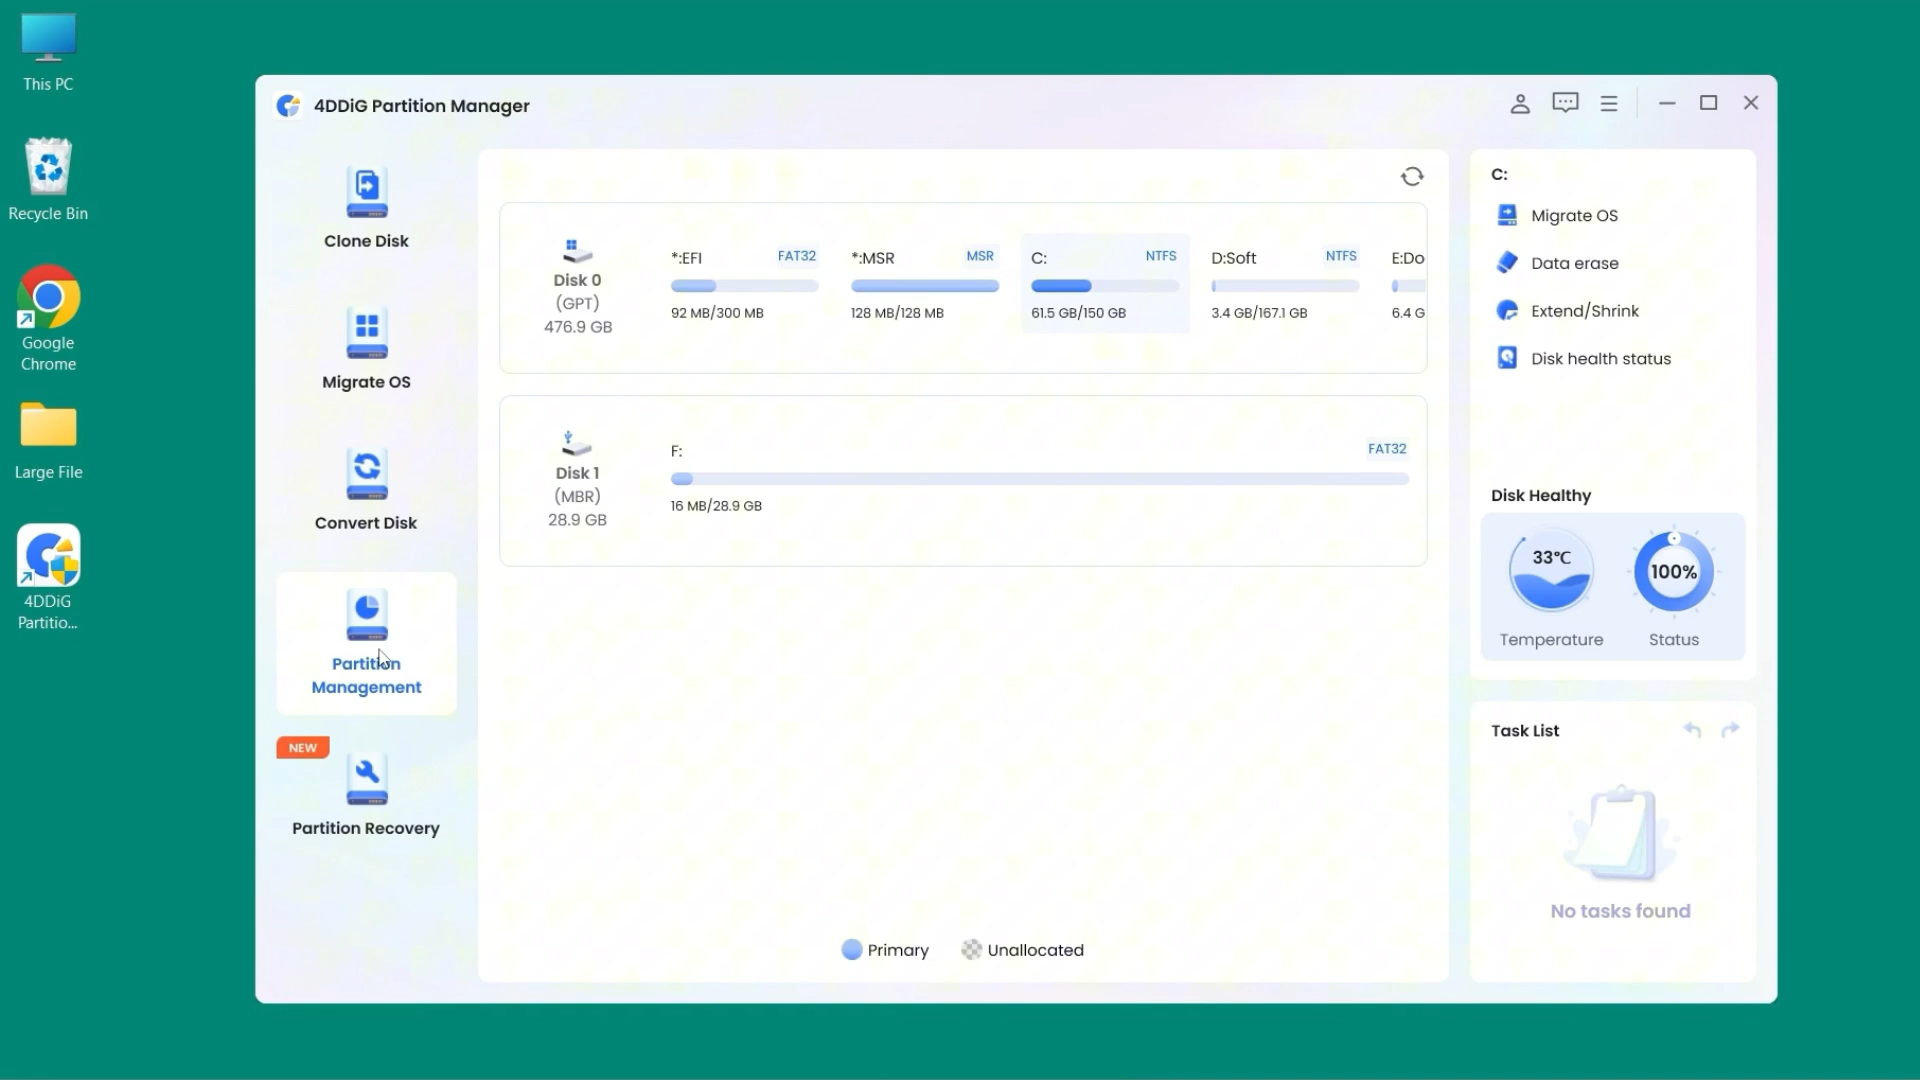 This PC
Recycle Bin
Google
Chrome
Large File
4DDiG
Partitio...
4DDiG Partition Manager
Clone Disk
Migrate OS
Convert Disk
Partition
Management
NEW
Partition Recovery
Disk 0
(GPT)
476.9 GB
*:EFI FAT32
92 MB/300 MB
*:MSR MSR
128 MB/128 MB
C: NTFS
61.5 GB/150 GB
D:Soft NTFS
3.4 GB/167.1 GB
E:Do
6.4 G
Disk 1
(MBR)
28.9 GB
F: FAT32
16 MB/28.9 GB
Primary
Unallocated
C:
Migrate OS
Data erase
Extend/Shrink
Disk health status
Disk Healthy
33℃
100%
Temperature
Status
Task List
No tasks found